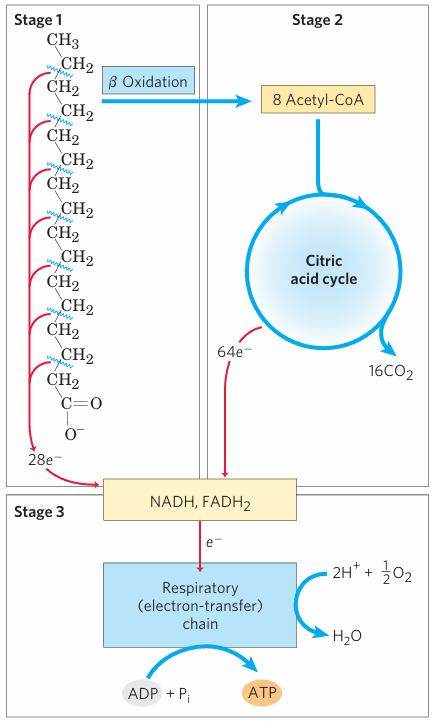 Stage 1
CH3
CH2
CH2
CH2
CH2
CH2
CH2
CH2
CH2
CH2
CH2
CH2
CH2
CH2
CH2
C=O
O−
28e−
β Oxidation
Stage 2
8 Acetyl-CoA
Citric
acid cycle
64e−
16CO2
Stage 3
NADH, FADH2
e−
Respiratory
(electron-transfer)
chain
2H+ + 1/2O2
H2O
ADP + Pi
ATP